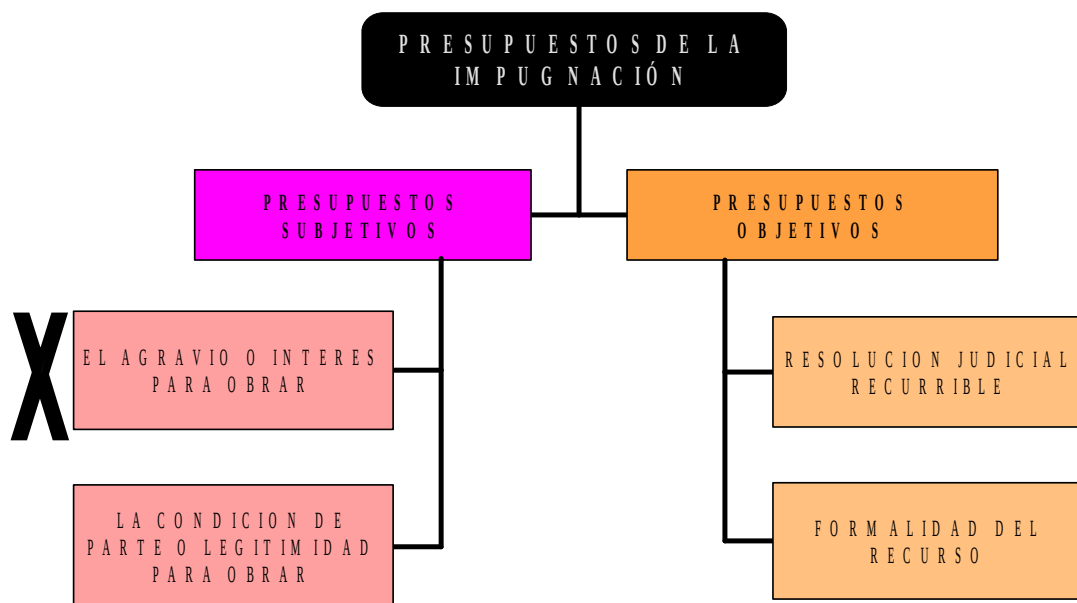 PRESUPUESTOS DE LA
IMPUGNACIÓN
PRESUPUESTOS
SUBJETIVOS
PRESUPUESTOS
OBJETIVOS
X
EL AGRAVIO O INTERES
PARA OBRAR
RESOLUCION JUDICIAL
RECURRIBLE
LA CONDICION DE
PARTE O LEGITIMIDAD
PARA OBRAR
FORMALIDAD DEL
RECURSO